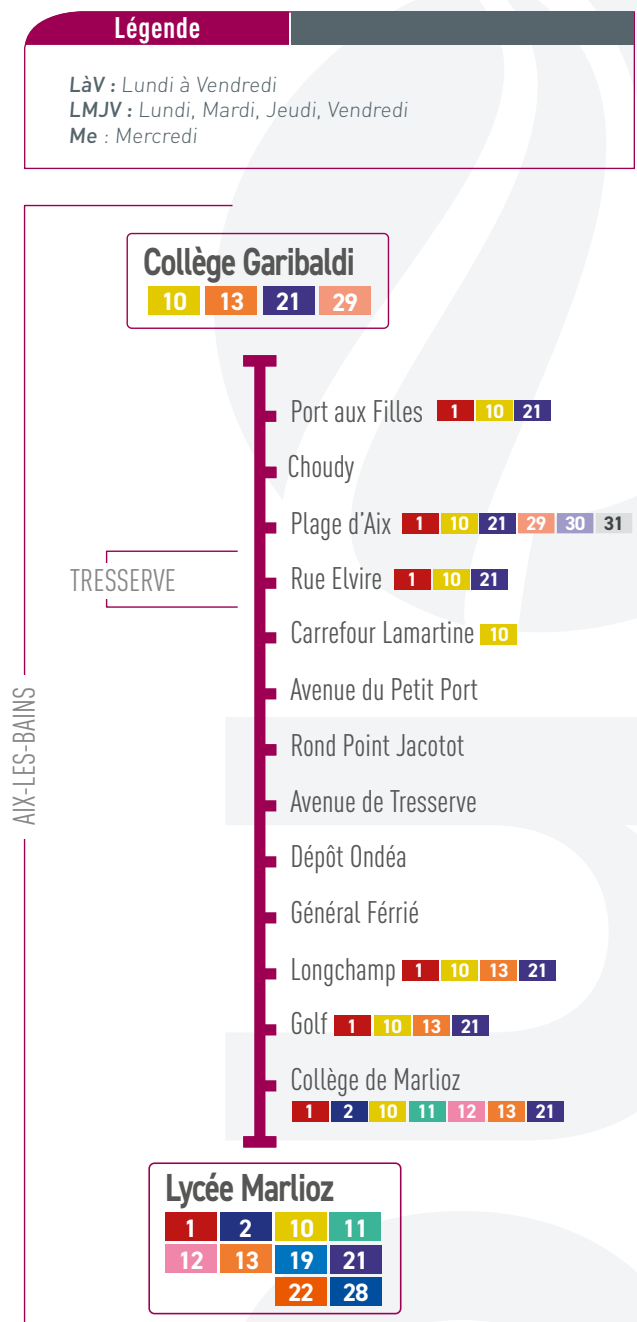 Légende
LàV : Lundi à Vendredi
LMJV : Lundi, Mardi, Jeudi, Vendredi
Me : Mercredi
Collège Garibaldi
10 13 21 29
Port aux Filles 1 10 21
Choudy
Plage d'Aix 1 10 21 29 30 31
TRESSERVE
Rue Elvire 1 10 21
Carrefour Lamartine 10
Avenue du Petit Port
AIX-LES-BAINS
Rond Point Jacotot
Avenue de Tresserve
Dépôt Ondéa
Général Férrié
Longchamp 1 10 13 21
Golf 1 10 13 21
Collège de Marlioz
1 2 10 11 12 13 21
Lycée Marlioz
1 2 10 11
12 13 19 21
22 28